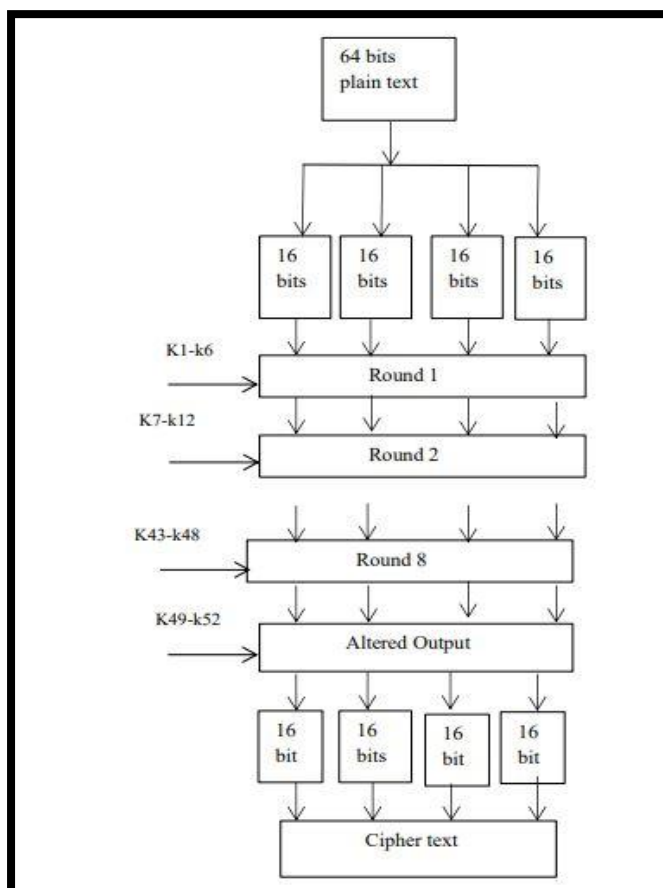 64 bits
plain text
16
bits
16
bits
16
bits
16
bits
K1-k6
Round 1
K7-k12
Round 2
K43-k48
Round 8
K49-k52
Altered Output
16
bit
16
bits
16
bit
16
bit
Cipher text